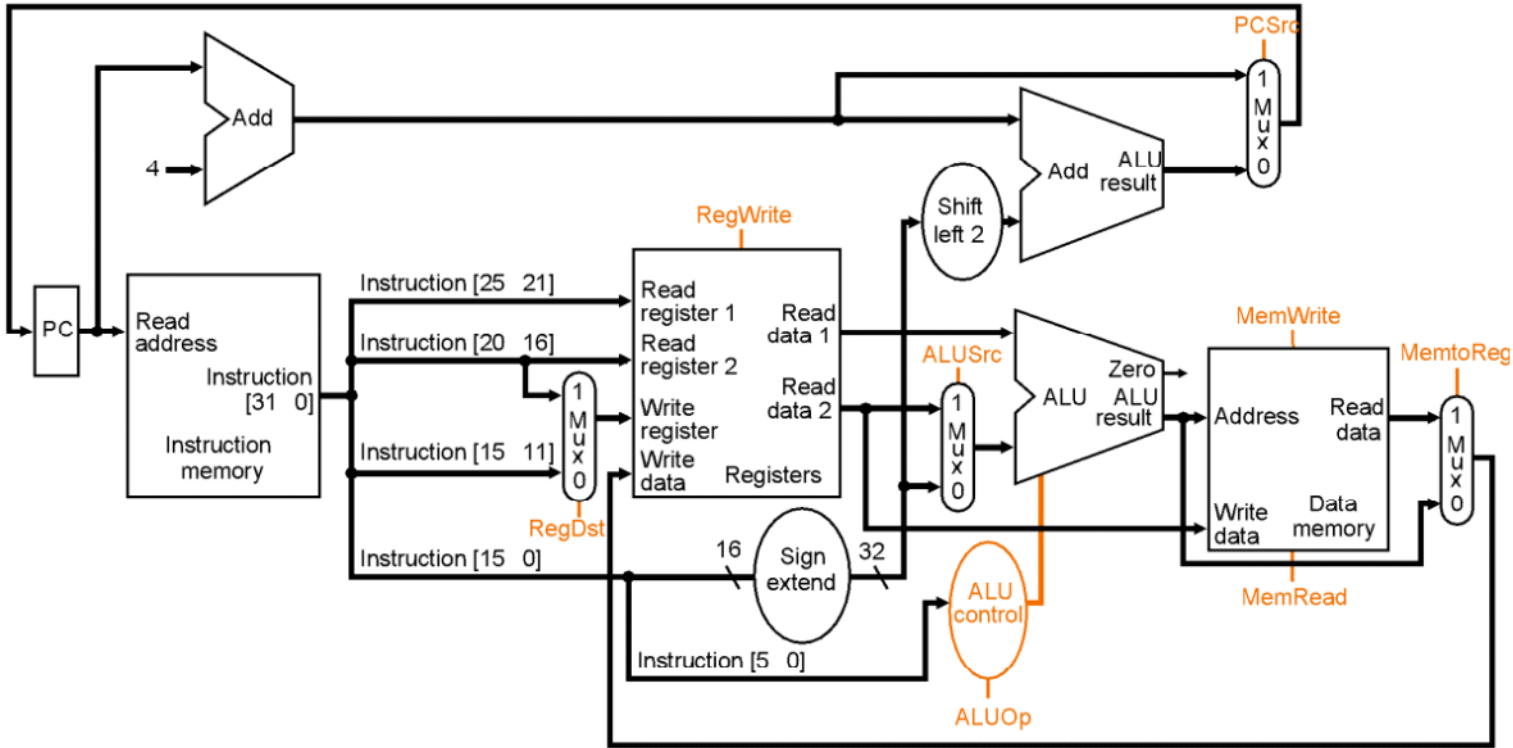 PCSrc
1
M
u
x
0
Add
4
Add
ALU
result
Shift
left 2
RegWrite
PC
Read
address
Instruction
[31 0]
Instruction
memory
Instruction [25 21]
Instruction [20 16]
Instruction [15 11]
Instruction [15 0]
1
M
u
x
0
RegDst
Read
register 1
Read
register 2
Write
register
Write
data
Read
data 1
Read
data 2
Registers
16
Sign
extend
32
Instruction [5 0]
ALUSrc
1
M
u
x
0
ALU
Zero
ALU
result
ALU
control
ALUOp
MemWrite
Address
Read
data
Write
data
Data
memory
MemRead
MemtoReg
1
M
u
x
0